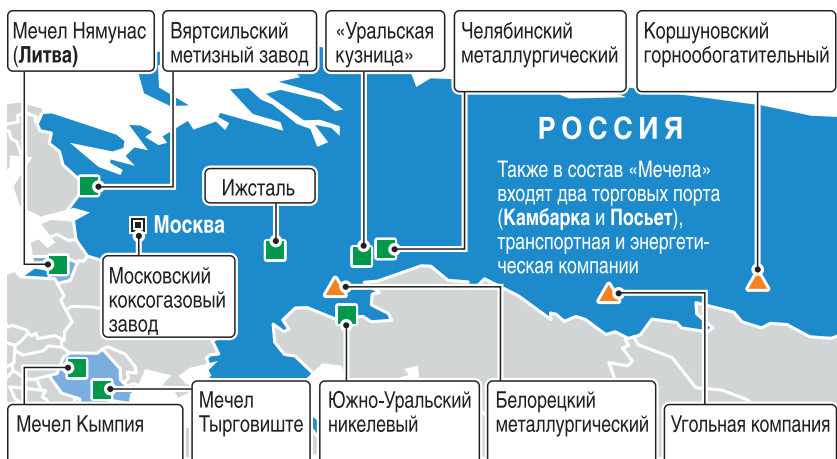 Мечел Нямунас
(Литва)
Вяртсильский
метизный завод
«Уральская
кузница»
Челябинский
металлургический
Коршуновский
горнообогатительный
РОССИЯ
Также в состав «Мечела»
входят два торговых порта
(Камбарка и Посьет),
транспортная и энергети-
ческая компании
Ижсталь
Москва
Московский
коксогазовый
завод
Мечел Кымпия
Мечел
Тырговиште
Южно-Уральский
никелевый
Белорецкий
металлургический
Угольная компания